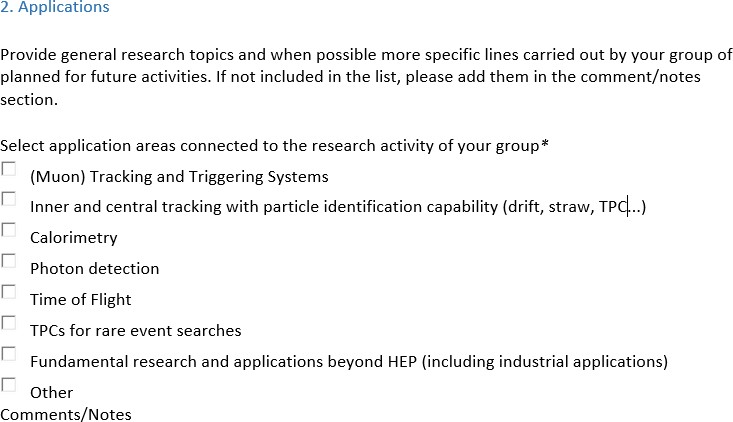 2. Applications
Provide general research topics and when possible more specific lines carried out by your group of
planned for future activities. If not included in the list, please add them in the comment/notes
section.
Select application areas connected to the research activity of your group*
(Muon) Tracking and Triggering Systems
Inner and central tracking with particle identification capability (drift, straw, TPC...)
Calorimetry
Photon detection
Time of Flight
TPCs for rare event searches
Fundamental research and applications beyond HEP (including industrial applications)
Other
Comments/Notes